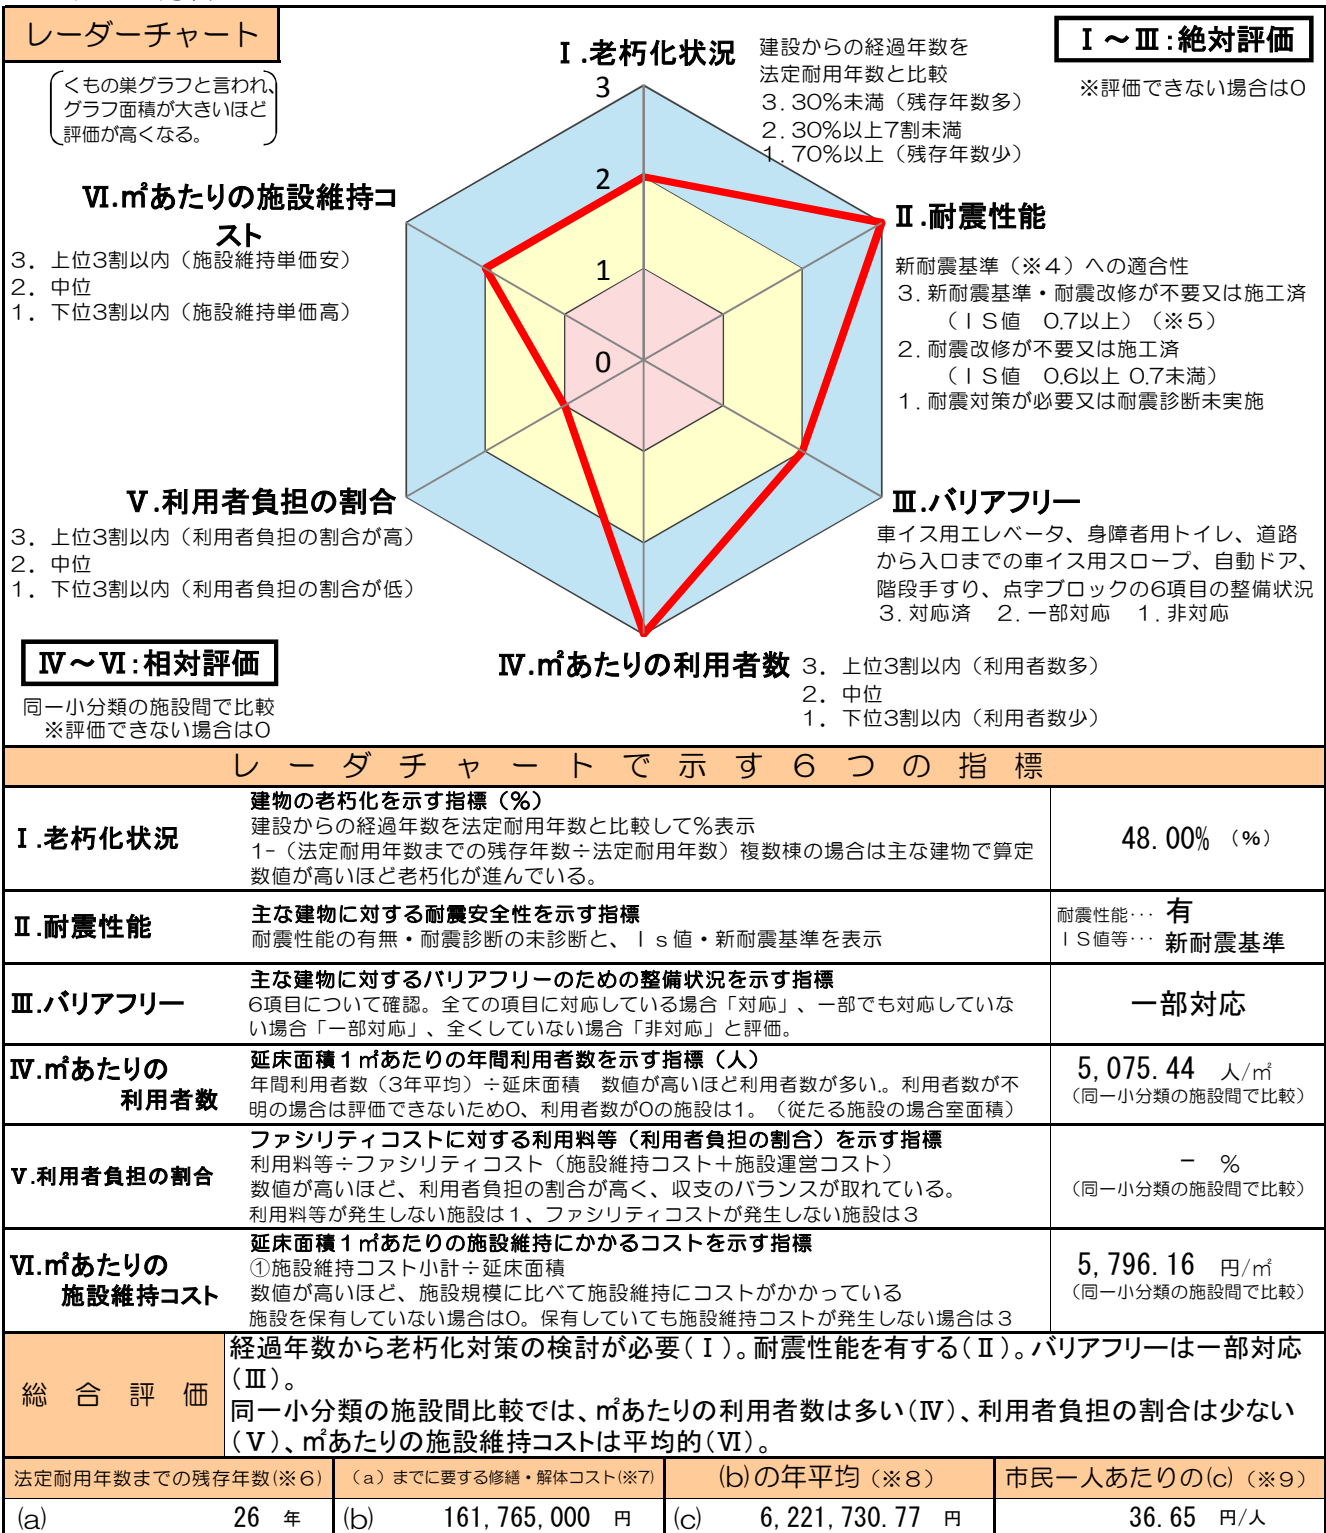 レーダーチャート
くもの巣グラフと言われ、
グラフ面積が大きいほど
評価が高くなる。
Ⅰ～Ⅲ:絶対評価
※評価できない場合は0
Ⅰ.老朽化状況
建設からの経過年数を
法定耐用年数と比較
3.30%未満（残存年数多）
2.30%以上7割未満
1.70%以上（残存年数少）
3
2
1
0
Ⅵ.㎡あたりの施設維持コ
スト
3. 上位3割以内（施設維持単価安）
2. 中位
1. 下位3割以内（施設維持単価高）
Ⅱ.耐震性能
新耐震基準（※4）への適合性
3.新耐震基準・耐震改修が不要又は施工済
（ＩＳ値　0.7以上）（※5）
2.耐震改修が不要又は施工済
（ＩＳ値　0.6以上 0.7未満）
1.耐震対策が必要又は耐震診断未実施
Ⅴ.利用者負担の割合
3. 上位3割以内（利用者負担の割合が高）
2. 中位
1. 下位3割以内（利用者負担の割合が低）
Ⅲ.バリアフリー
車イス用エレベータ、身障者用トイレ、道路
から入口までの車イス用スロープ、自動ドア、
階段手すり、点字ブロックの6項目の整備状況
3.対応済　2.一部対応　1.非対応
Ⅳ～Ⅵ:相対評価
同一小分類の施設間で比較
※評価できない場合は0
Ⅳ.㎡あたりの利用者数
3. 上位3割以内（利用者数多）
2. 中位
1. 下位3割以内（利用者数少）
レーダチャートで示す6つの指標
Ⅰ.老朽化状況
建物の老朽化を示す指標（%）
建設からの経過年数を法定耐用年数と比較して%表示
1-（法定耐用年数までの残存年数÷法定耐用年数）複数棟の場合は主な建物で算定
数値が高いほど老朽化が進んでいる。
48.00% （%）
Ⅱ.耐震性能
主な建物に対する耐震安全性を示す指標
耐震性能の有無・耐震診断の未診断と、Ｉｓ値・新耐震基準を表示
耐震性能… 有
ＩＳ値等… 新耐震基準
Ⅲ.バリアフリー
主な建物に対するバリアフリーのための整備状況を示す指標
6項目について確認。全ての項目に対応している場合「対応」、一部でも対応していな
い場合「一部対応」、全くしていない場合「非対応」と評価。
一部対応
Ⅳ.㎡あたりの
利用者数
延床面積1㎡あたりの年間利用者数を示す指標（人）
年間利用者数（3年平均）÷延床面積　数値が高いほど利用者数が多い。利用者数が不
明の場合は評価できないため0、利用者数が0の施設は1。（従たる施設の場合室面積）
5,075.44 人/㎡
（同一小分類の施設間で比較）
Ⅴ.利用者負担の割合
ファシリティコストに対する利用料等（利用者負担の割合）を示す指標
利用料等÷ファシリティコスト（施設維持コスト＋施設運営コスト）
数値が高いほど、利用者負担の割合が高く、収支のバランスが取れている。
利用料等が発生しない施設は1、ファシリティコストが発生しない施設は3
－ %
（同一小分類の施設間で比較）
Ⅵ.㎡あたりの
施設維持コスト
延床面積1㎡あたりの施設維持にかかるコストを示す指標
①施設維持コスト小計÷延床面積
数値が高いほど、施設規模に比べて施設維持にコストがかかっている
施設を保有していない場合は0。保有していても施設維持コストが発生しない場合は3
5,796.16 円/㎡
（同一小分類の施設間で比較）
総合評価
経過年数から老朽化対策の検討が必要(Ⅰ)。耐震性能を有する(Ⅱ)。バリアフリーは一部対応
(Ⅲ)。
同一小分類の施設間比較では、㎡あたりの利用者数は多い(Ⅳ)、利用者負担の割合は少ない
(Ⅴ)、㎡あたりの施設維持コストは平均的(Ⅵ)。
法定耐用年数までの残存年数(※6)
（a）までに要する修繕・解体コスト(※7)
(b)の年平均（※8）
市民一人あたりの(c)（※9）
(a) 26 年
(b) 161,765,000 円
(c) 6,221,730.77 円
36.65 円/人